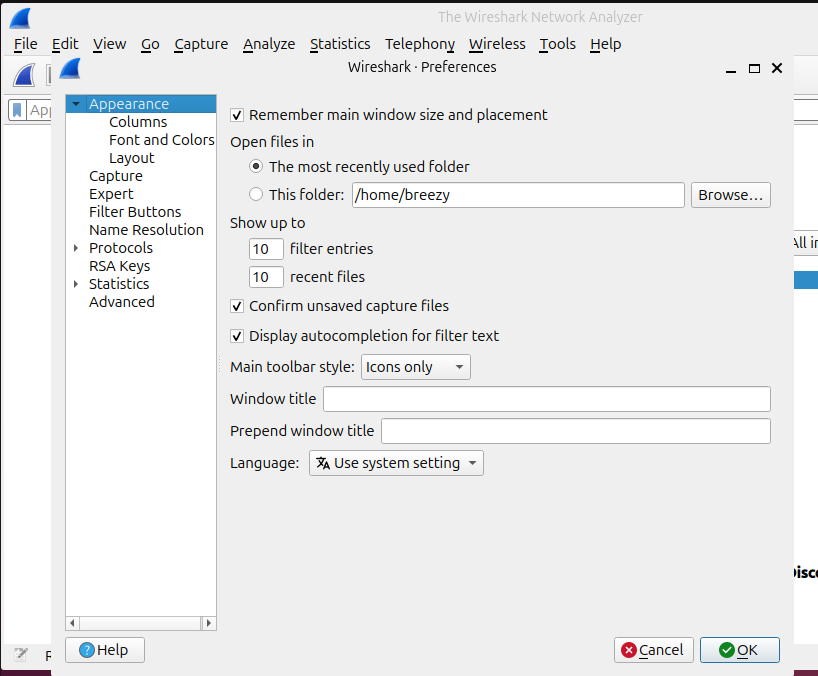 The Wireshark Network Analyzer
File Edit View Go Capture Analyze Statistics Telephony Wireless Tools Help
Wireshark · Preferences
Appearance
Columns
Font and Colors
Layout
Capture
Expert
Filter Buttons
Name Resolution
Protocols
RSA Keys
Statistics
Advanced
Remember main window size and placement
Open files in
The most recently used folder
This folder: /home/breezy Browse...
Show up to
10 filter entries
10 recent files
Confirm unsaved capture files
Display autocompletion for filter text
Main toolbar style: Icons only
Window title
Prepend window title
Language: Use system setting
Help Cancel OK